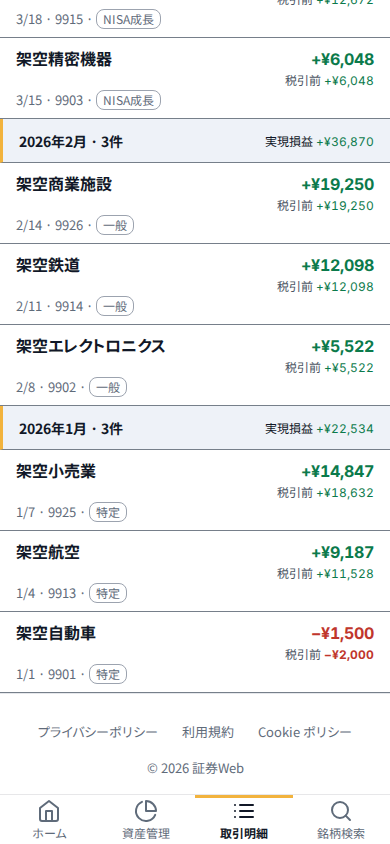 税引前 +¥12,672
3/18 · 9915 · NISA成長
架空精密機器 +¥6,048
税引前 +¥6,048
3/15 · 9903 · NISA成長
2026年2月 · 3件 実現損益 +¥36,870
架空商業施設 +¥19,250
税引前 +¥19,250
2/14 · 9926 · 一般
架空鉄道 +¥12,098
税引前 +¥12,098
2/11 · 9914 · 一般
架空エレクトロニクス +¥5,522
税引前 +¥5,522
2/8 · 9902 · 一般
2026年1月 · 3件 実現損益 +¥22,534
架空小売業 +¥14,847
税引前 +¥18,632
1/7 · 9925 · 特定
架空航空 +¥9,187
税引前 +¥11,528
1/4 · 9913 · 特定
架空自動車 −¥1,500
税引前 −¥2,000
1/1 · 9901 · 特定
プライバシーポリシー 利用規約 Cookie ポリシー
© 2026 証券Web
ホーム 資産管理 取引明細 銘柄検索